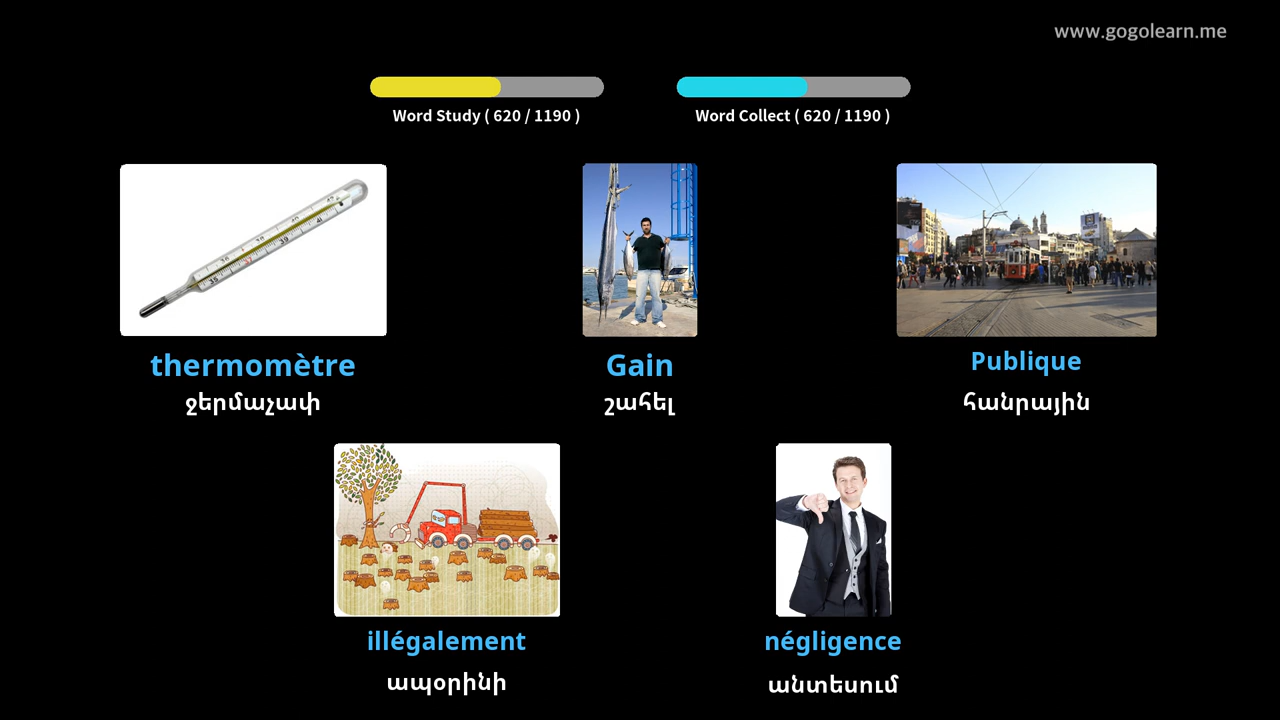 www.gogolearn.me
Word Study ( 620 / 1190 )
Word Collect ( 620 / 1190 )
thermomètre
ջերմաչափ
Gain
շահել
Publique
հանրային
illégalement
ապօրինի
négligence
անտեսում